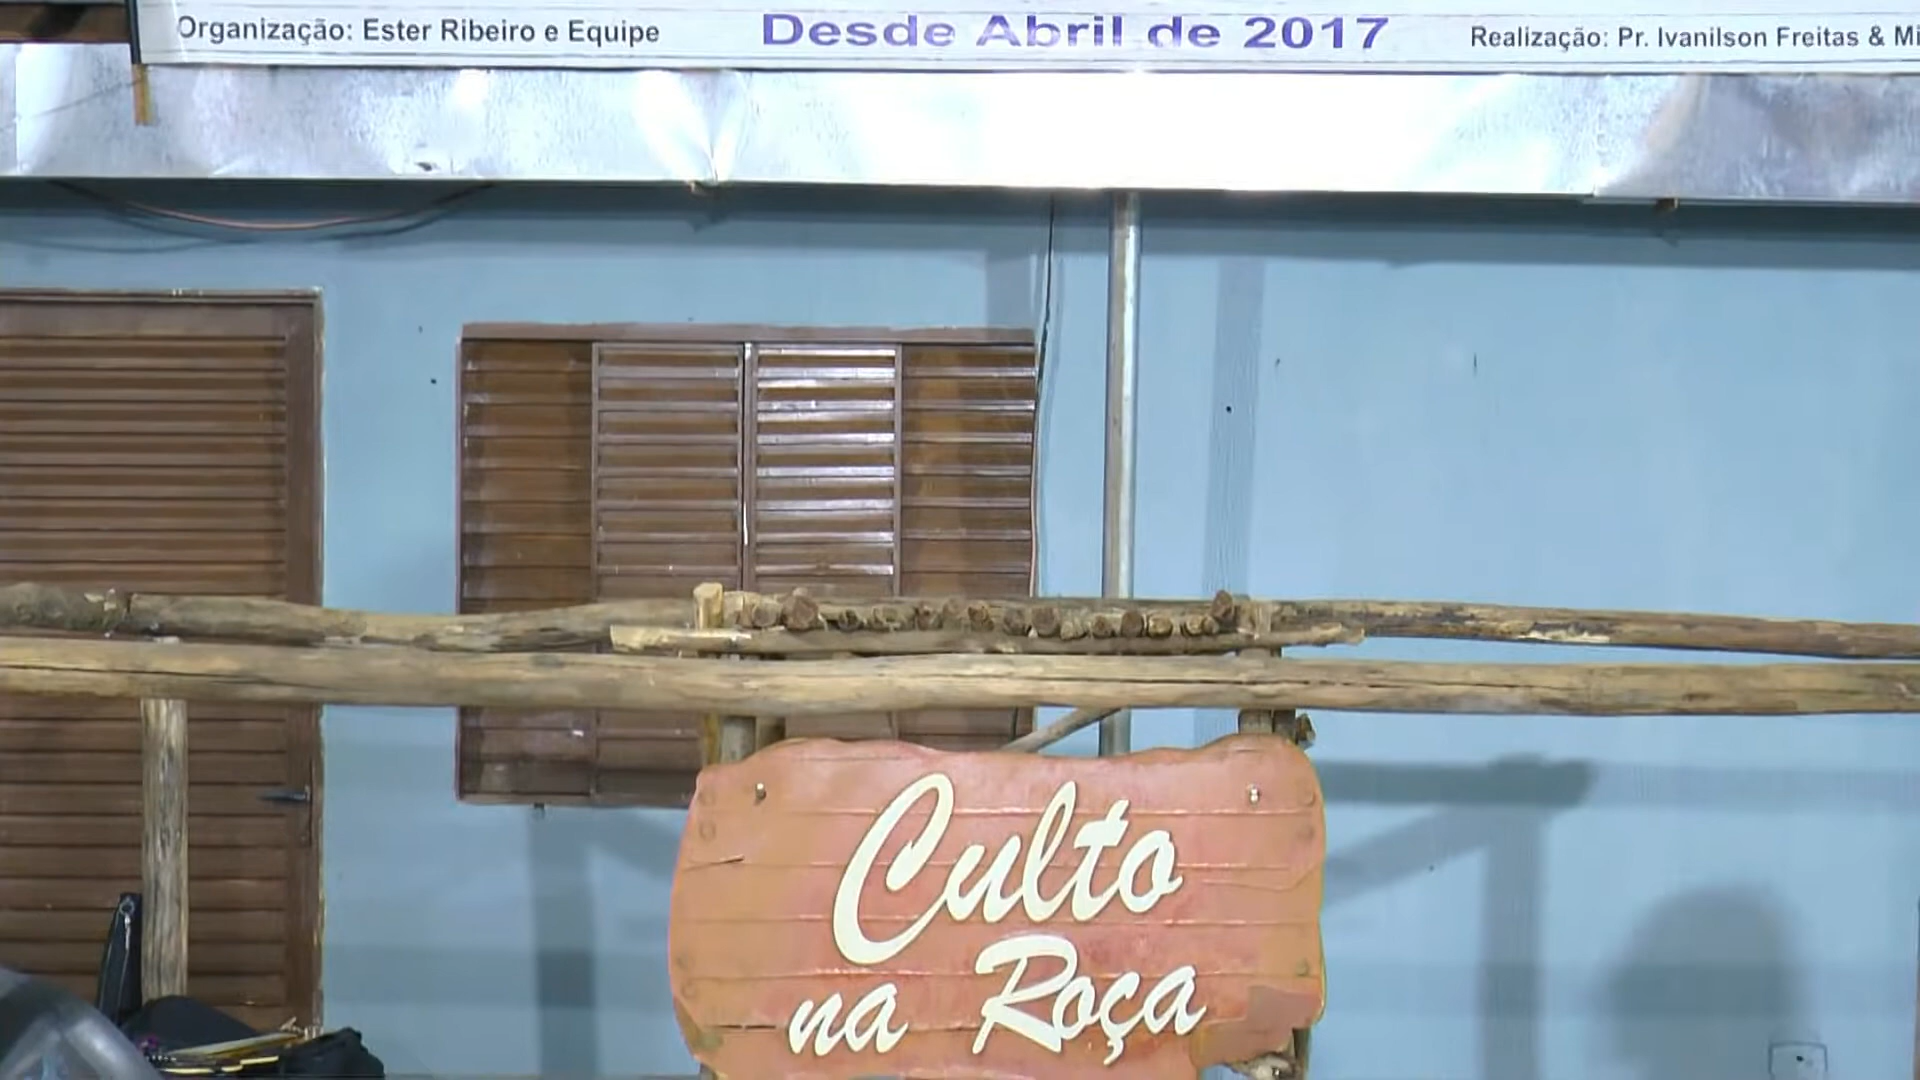 Organização: Ester Ribeiro e Equipe
Desde Abril de 2017
Realização: Pr. Ivanilson Freitas &
Culto
na Roça